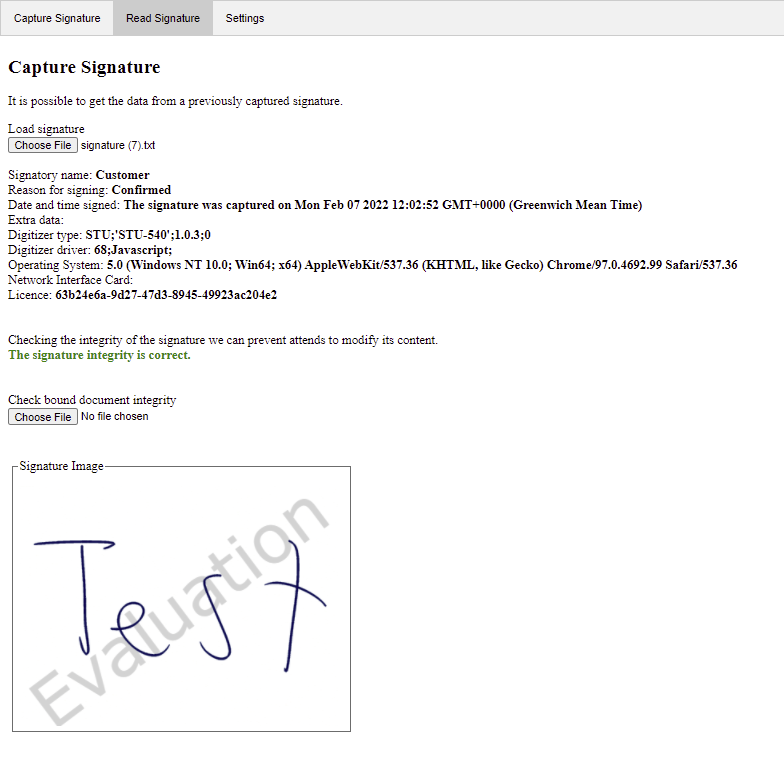 Capture Signature Read Signature Settings
Capture Signature
It is possible to get the data from a previously captured signature.
Load signature
Choose File signature (7).txt
Signatory name: Customer
Reason for signing: Confirmed
Date and time signed: The signature was captured on Mon Feb 07 2022 12:02:52 GMT+0000 (Greenwich Mean Time)
Extra data:
Digitizer type: STU;'STU-540';1.0.3;0
Digitizer driver: 68;Javascript;
Operating System: 5.0 (Windows NT 10.0; Win64; x64) AppleWebKit/537.36 (KHTML, like Gecko) Chrome/97.0.4692.99 Safari/537.36
Network Interface Card:
Licence: 63b24e6a-9d27-47d3-8945-49923ac204e2
Checking the integrity of the signature we can prevent attends to modify its content.
The signature integrity is correct.
Check bound document integrity
Choose File No file chosen
Signature Image
Test
Evaluation